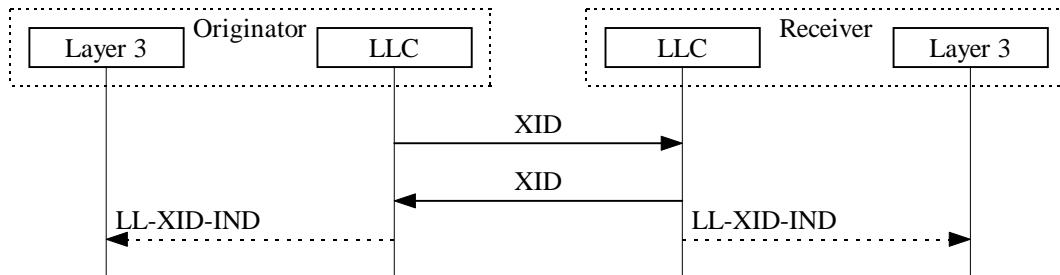 Originator
Receiver
Layer 3
LLC
LLC
Layer 3
XID
XID
LL-XID-IND
LL-XID-IND